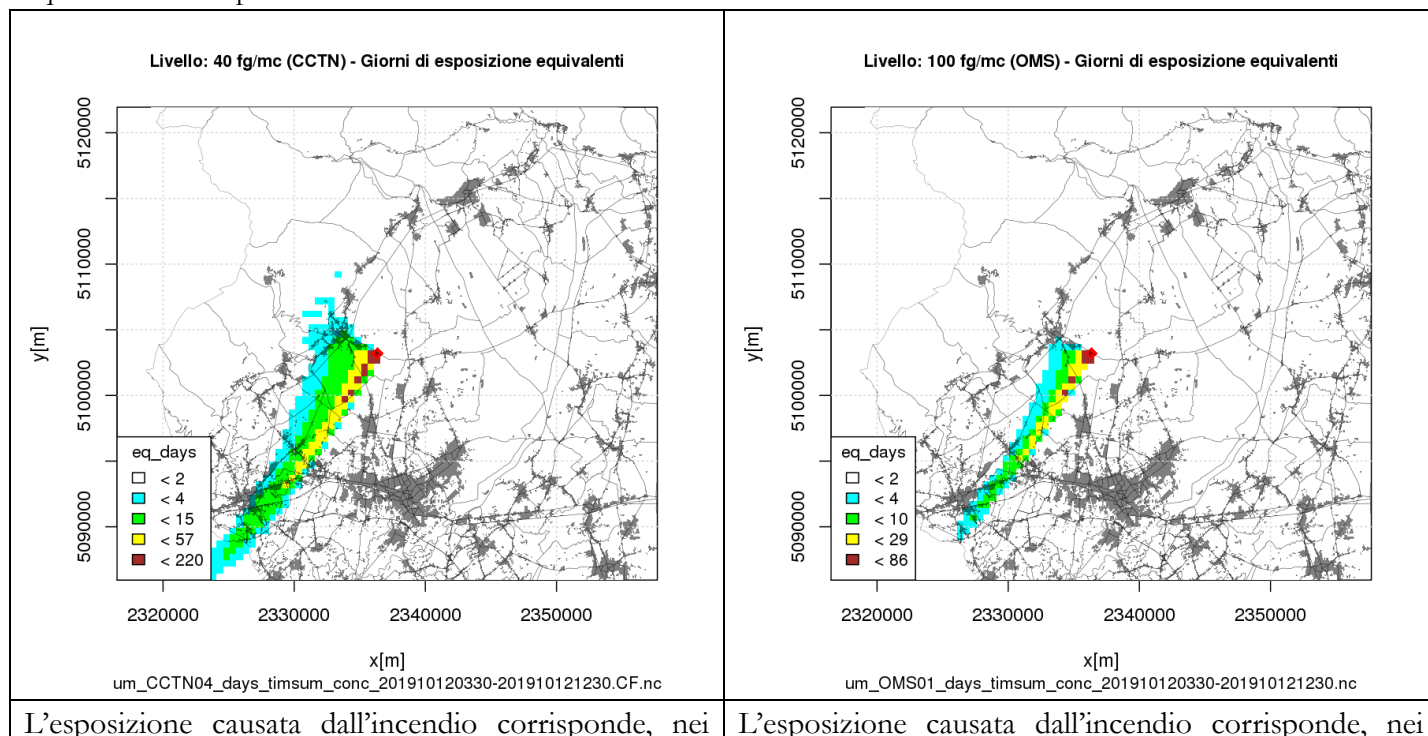 Livello: 40 fg/mc (CCTN) - Giorni di esposizione equivalenti
5120000
5110000
5100000
5090000
y[m]
eq_days
< 2
< 4
< 15
< 57
< 220
2320000 2330000 2340000 2350000
x[m]
um_CCTN04_days_timsum_conc_201910120330-201910121230.CF.nc
L’esposizione causata dall’incendio corrisponde, nei
Livello: 100 fg/mc (OMS) - Giorni di esposizione equivalenti
5120000
5110000
5100000
5090000
y[m]
eq_days
< 2
< 4
< 10
< 29
< 86
2320000 2330000 2340000 2350000
x[m]
um_OMS01_days_timsum_conc_201910120330-201910121230.nc
L’esposizione causata dall’incendio corrisponde, nei